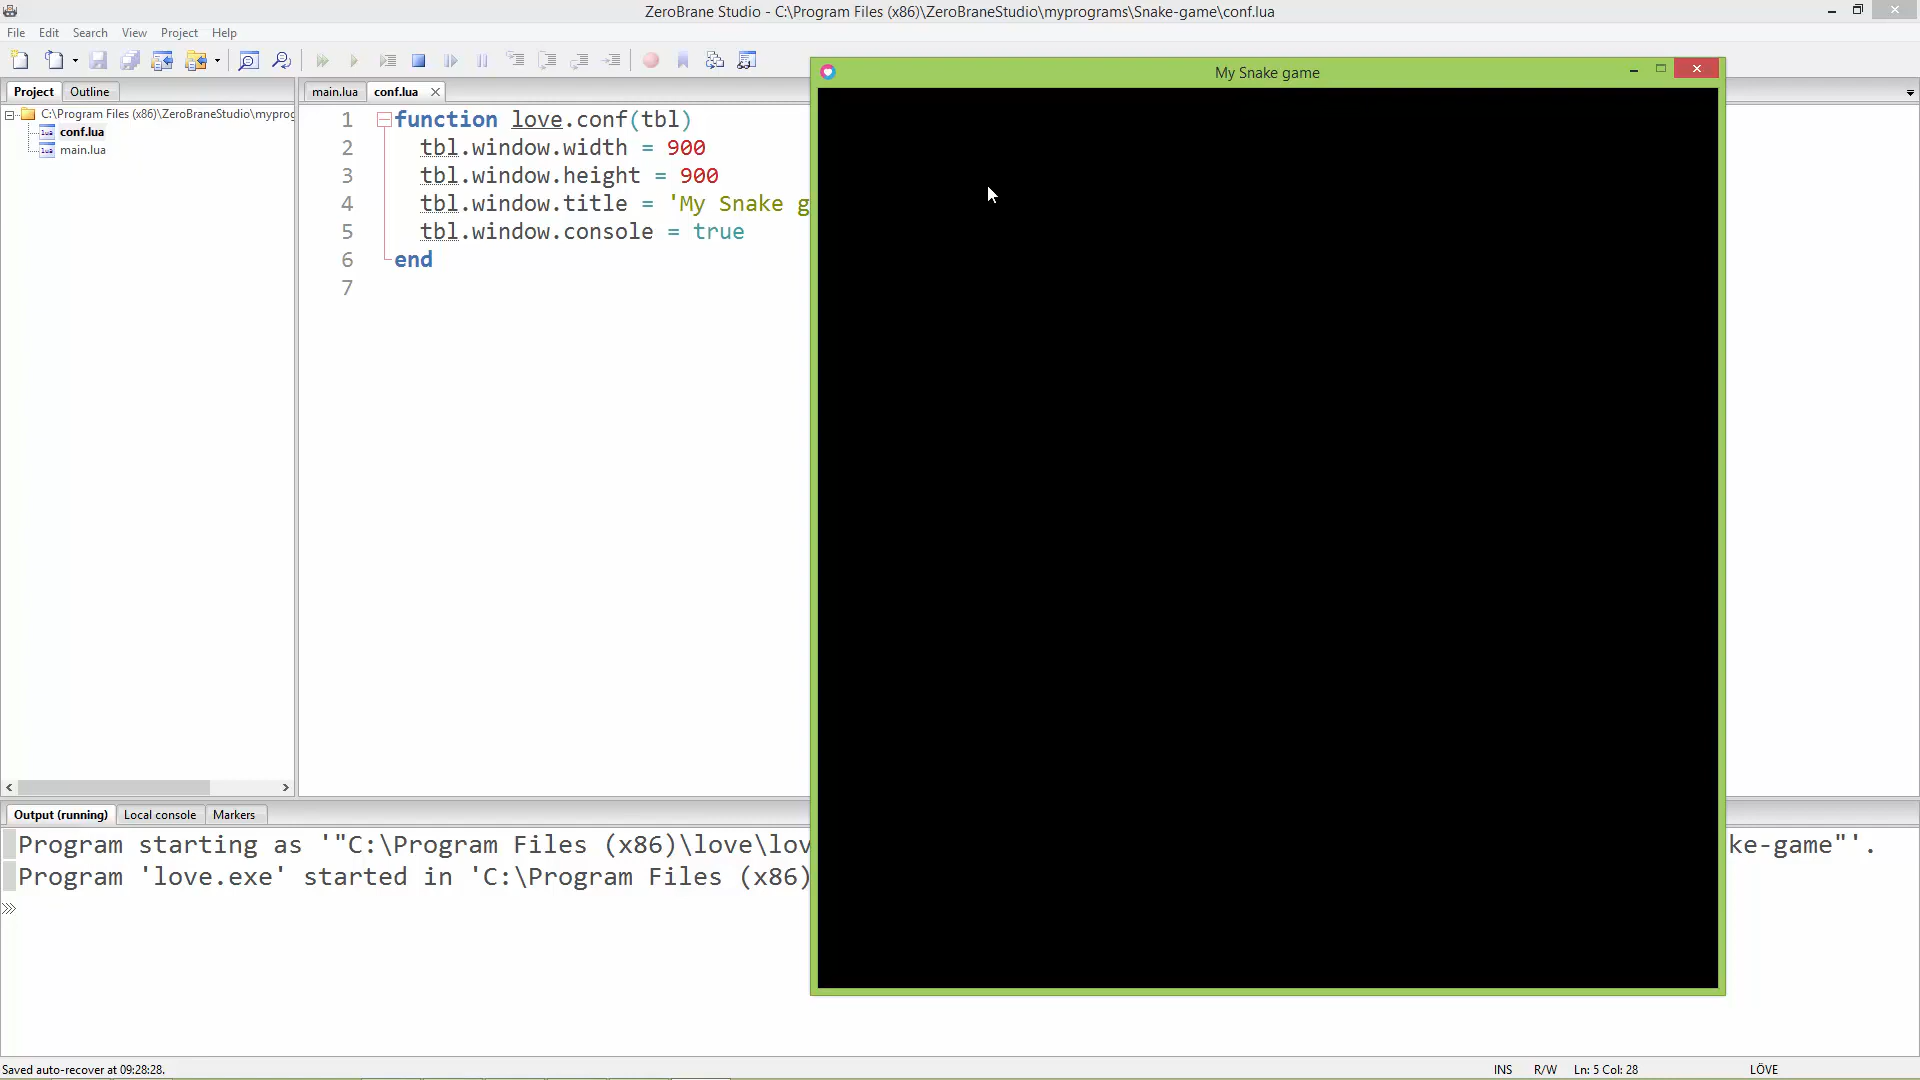 ZeroBrane Studio - C:\Program Files (x86)\ZeroBraneStudio\myprograms\Snake-game\conf.lua
File Edit Search View Project Help
My Snake game
Project Outline
main.lua conf.lua
C:\Program Files (x86)\ZeroBraneStudio\myprog
conf.lua
main.lua
1 function love.conf(tbl)
2 tbl.window.width = 900
3 tbl.window.height = 900
4 tbl.window.title = 'My Snake g
5 tbl.window.console = true
6 end
7
Output (running) Local console Markers
Program starting as '"C:\Program Files (x86)\love\lov ke-game"'.
Program 'love.exe' started in 'C:\Program Files (x86)
Saved auto-recover at 09:28:28. INS R/W Ln: 5 Col: 28 LÖVE